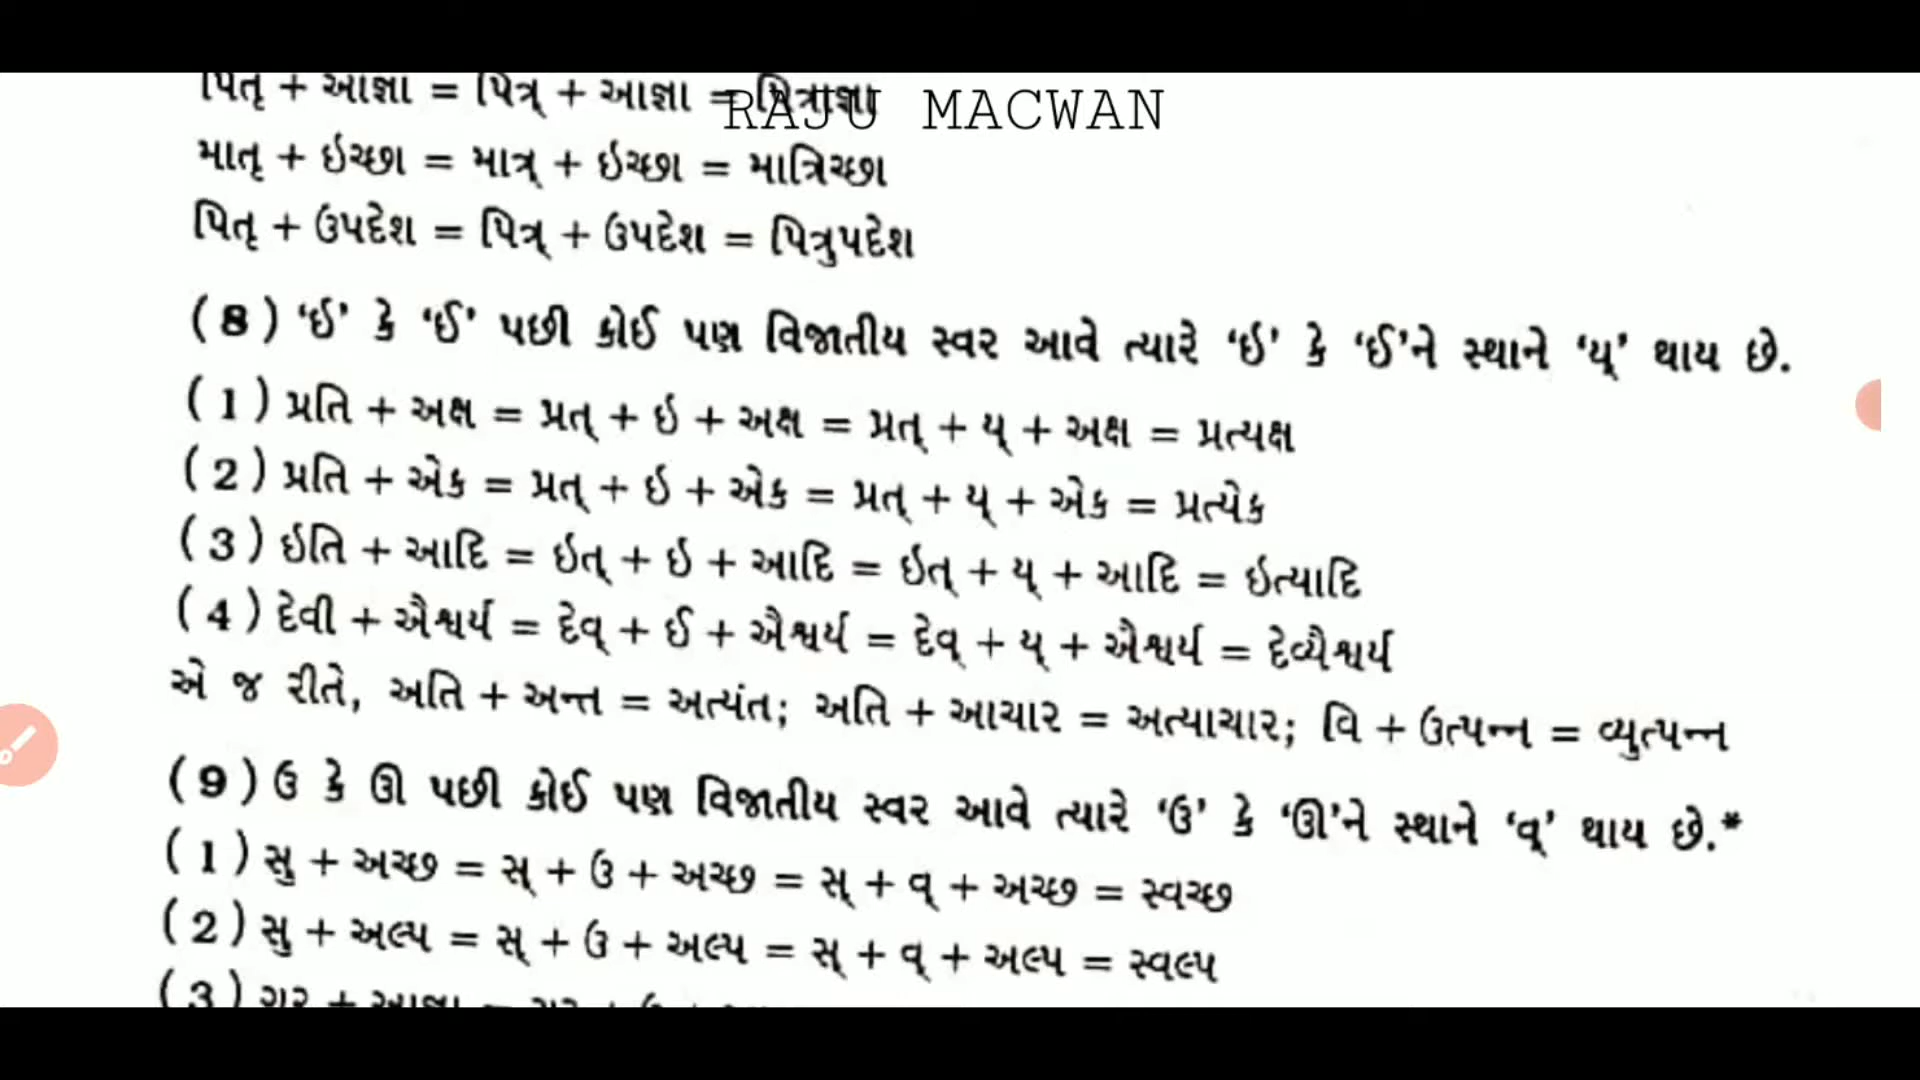 પિતૃ + આજ્ઞા = પિત્ર્ + આજ્ઞા = પિત્રાજ્ઞા
RAJU MACWAN
માતૃ + ઇચ્છા = માત્ર્ + ઇચ્છા = માત્રિચ્છા
પિતૃ + ઉપદેશ = પિત્ર્ + ઉપદેશ = પિત્રુપદેશ
(8) ‘ઈ’ કે ‘ઈ’ પછી કોઈ પણ વિજાતીય સ્વર આવે ત્યારે ‘ઇ’ કે ‘ઈ’ને સ્થાને ‘ય્’ થાય છે.
(1) પ્રતિ + અક્ષ = પ્રત્ + ઇ + અક્ષ = પ્રત્ + ય્ + અક્ષ = પ્રત્યક્ષ
(2) પ્રતિ + એક = પ્રત્ + ઇ + એક = પ્રત્ + ય્ + એક = પ્રત્યેક
(3) ઇતિ + આદિ = ઇત્ + ઇ + આદિ = ઇત્ + ય્ + આદિ = ઇત્યાદિ
(4) દેવી + ઐશ્વર્ય = દેવ્ + ઈ + ઐશ્વર્ય = દેવ્ + ય્ + ઐશ્વર્ય = દેવ્યૈશ્વર્ય
એ જ રીતે, અતિ + અન્ત = અત્યંત; અતિ + આચાર = અત્યાચાર; વિ + ઉત્પન્ન = વ્યુત્પન્ન
(9) ઉ કે ઊ પછી કોઈ પણ વિજાતીય સ્વર આવે ત્યારે ‘ઉ’ કે ‘ઊ’ને સ્થાને ‘વ્’ થાય છે.*
(1) સુ + અચ્છ = સ્ + ઉ + અચ્છ = સ્ + વ્ + અચ્છ = સ્વચ્છ
(2) સુ + અલ્પ = સ્ + ઉ + અલ્પ = સ્ + વ્ + અલ્પ = સ્વલ્પ
(3)